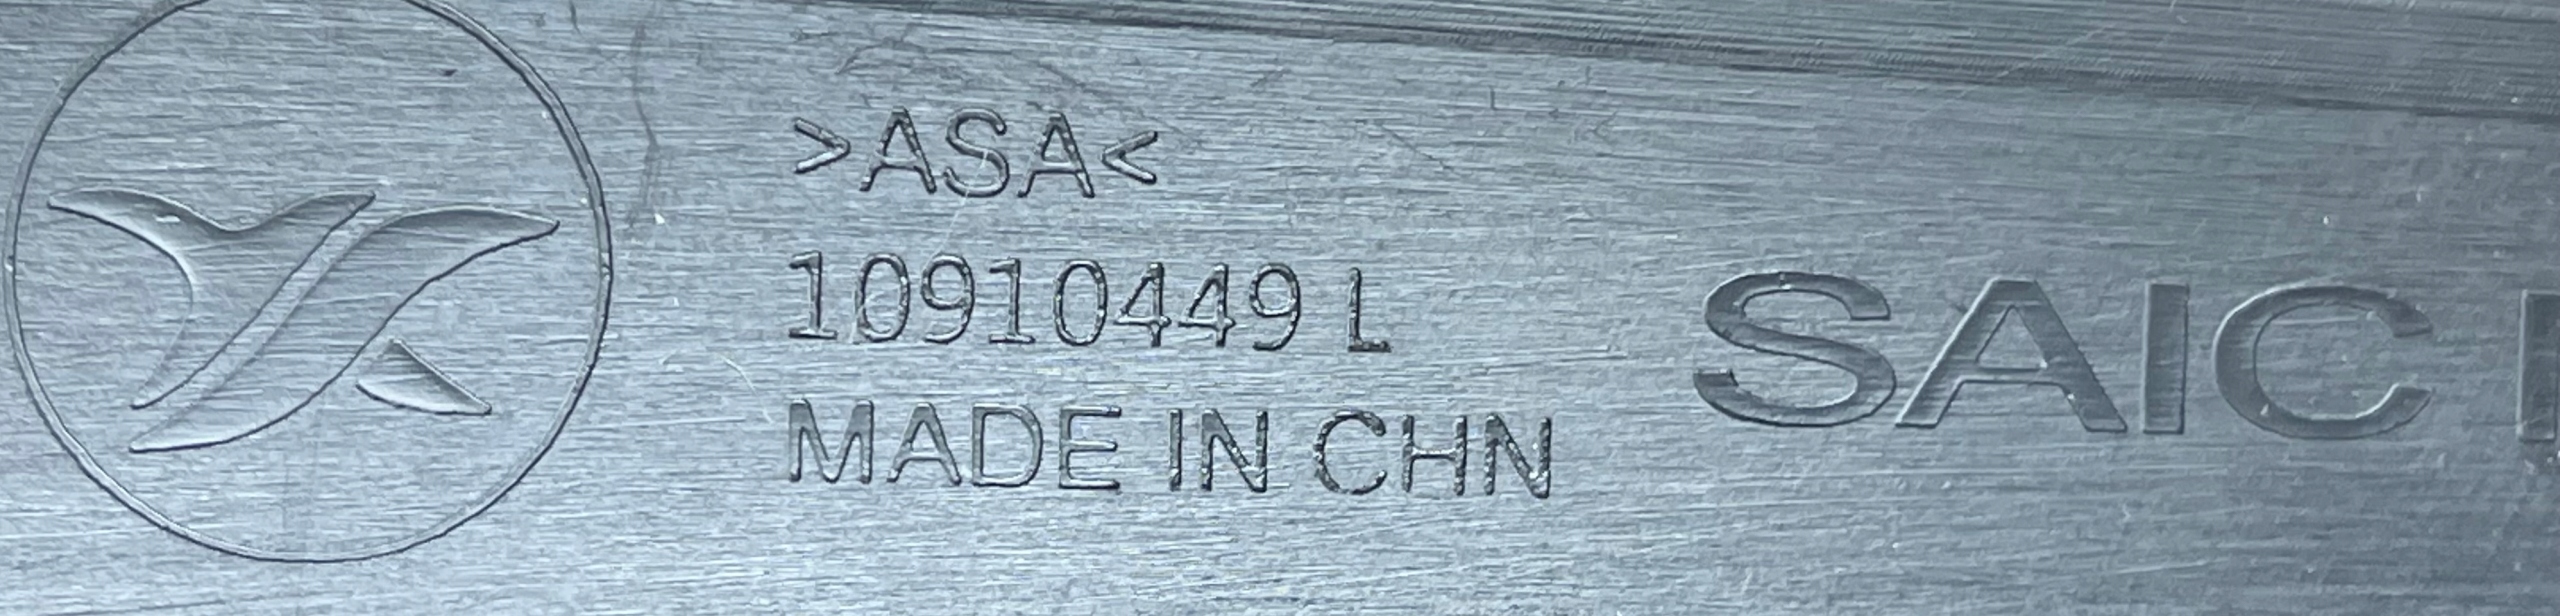 >ASA<
10910449 L
MADE IN CHN
SAIC